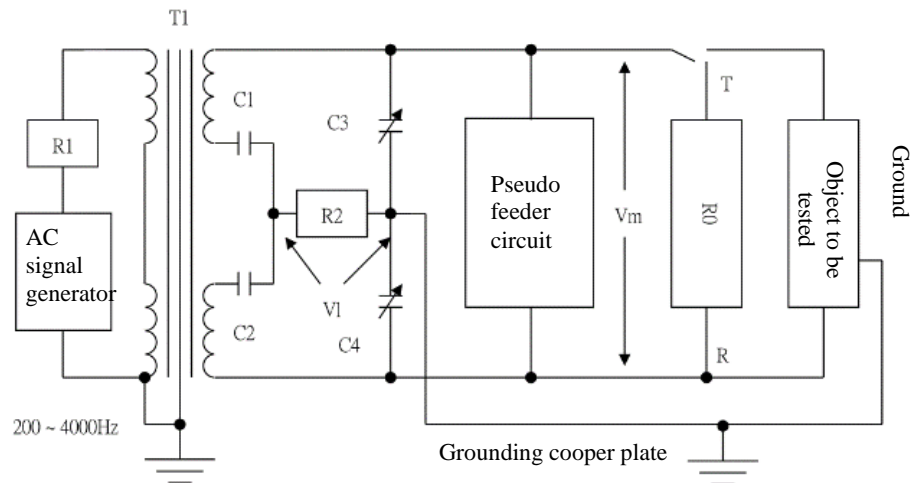 T1
C1
C3
R1
R2
AC
signal
generator
V1
C2
C4
Pseudo
feeder
circuit
Vm
T
R0
R
Object to be
tested
Ground
200 ~ 4000Hz
Grounding cooper plate